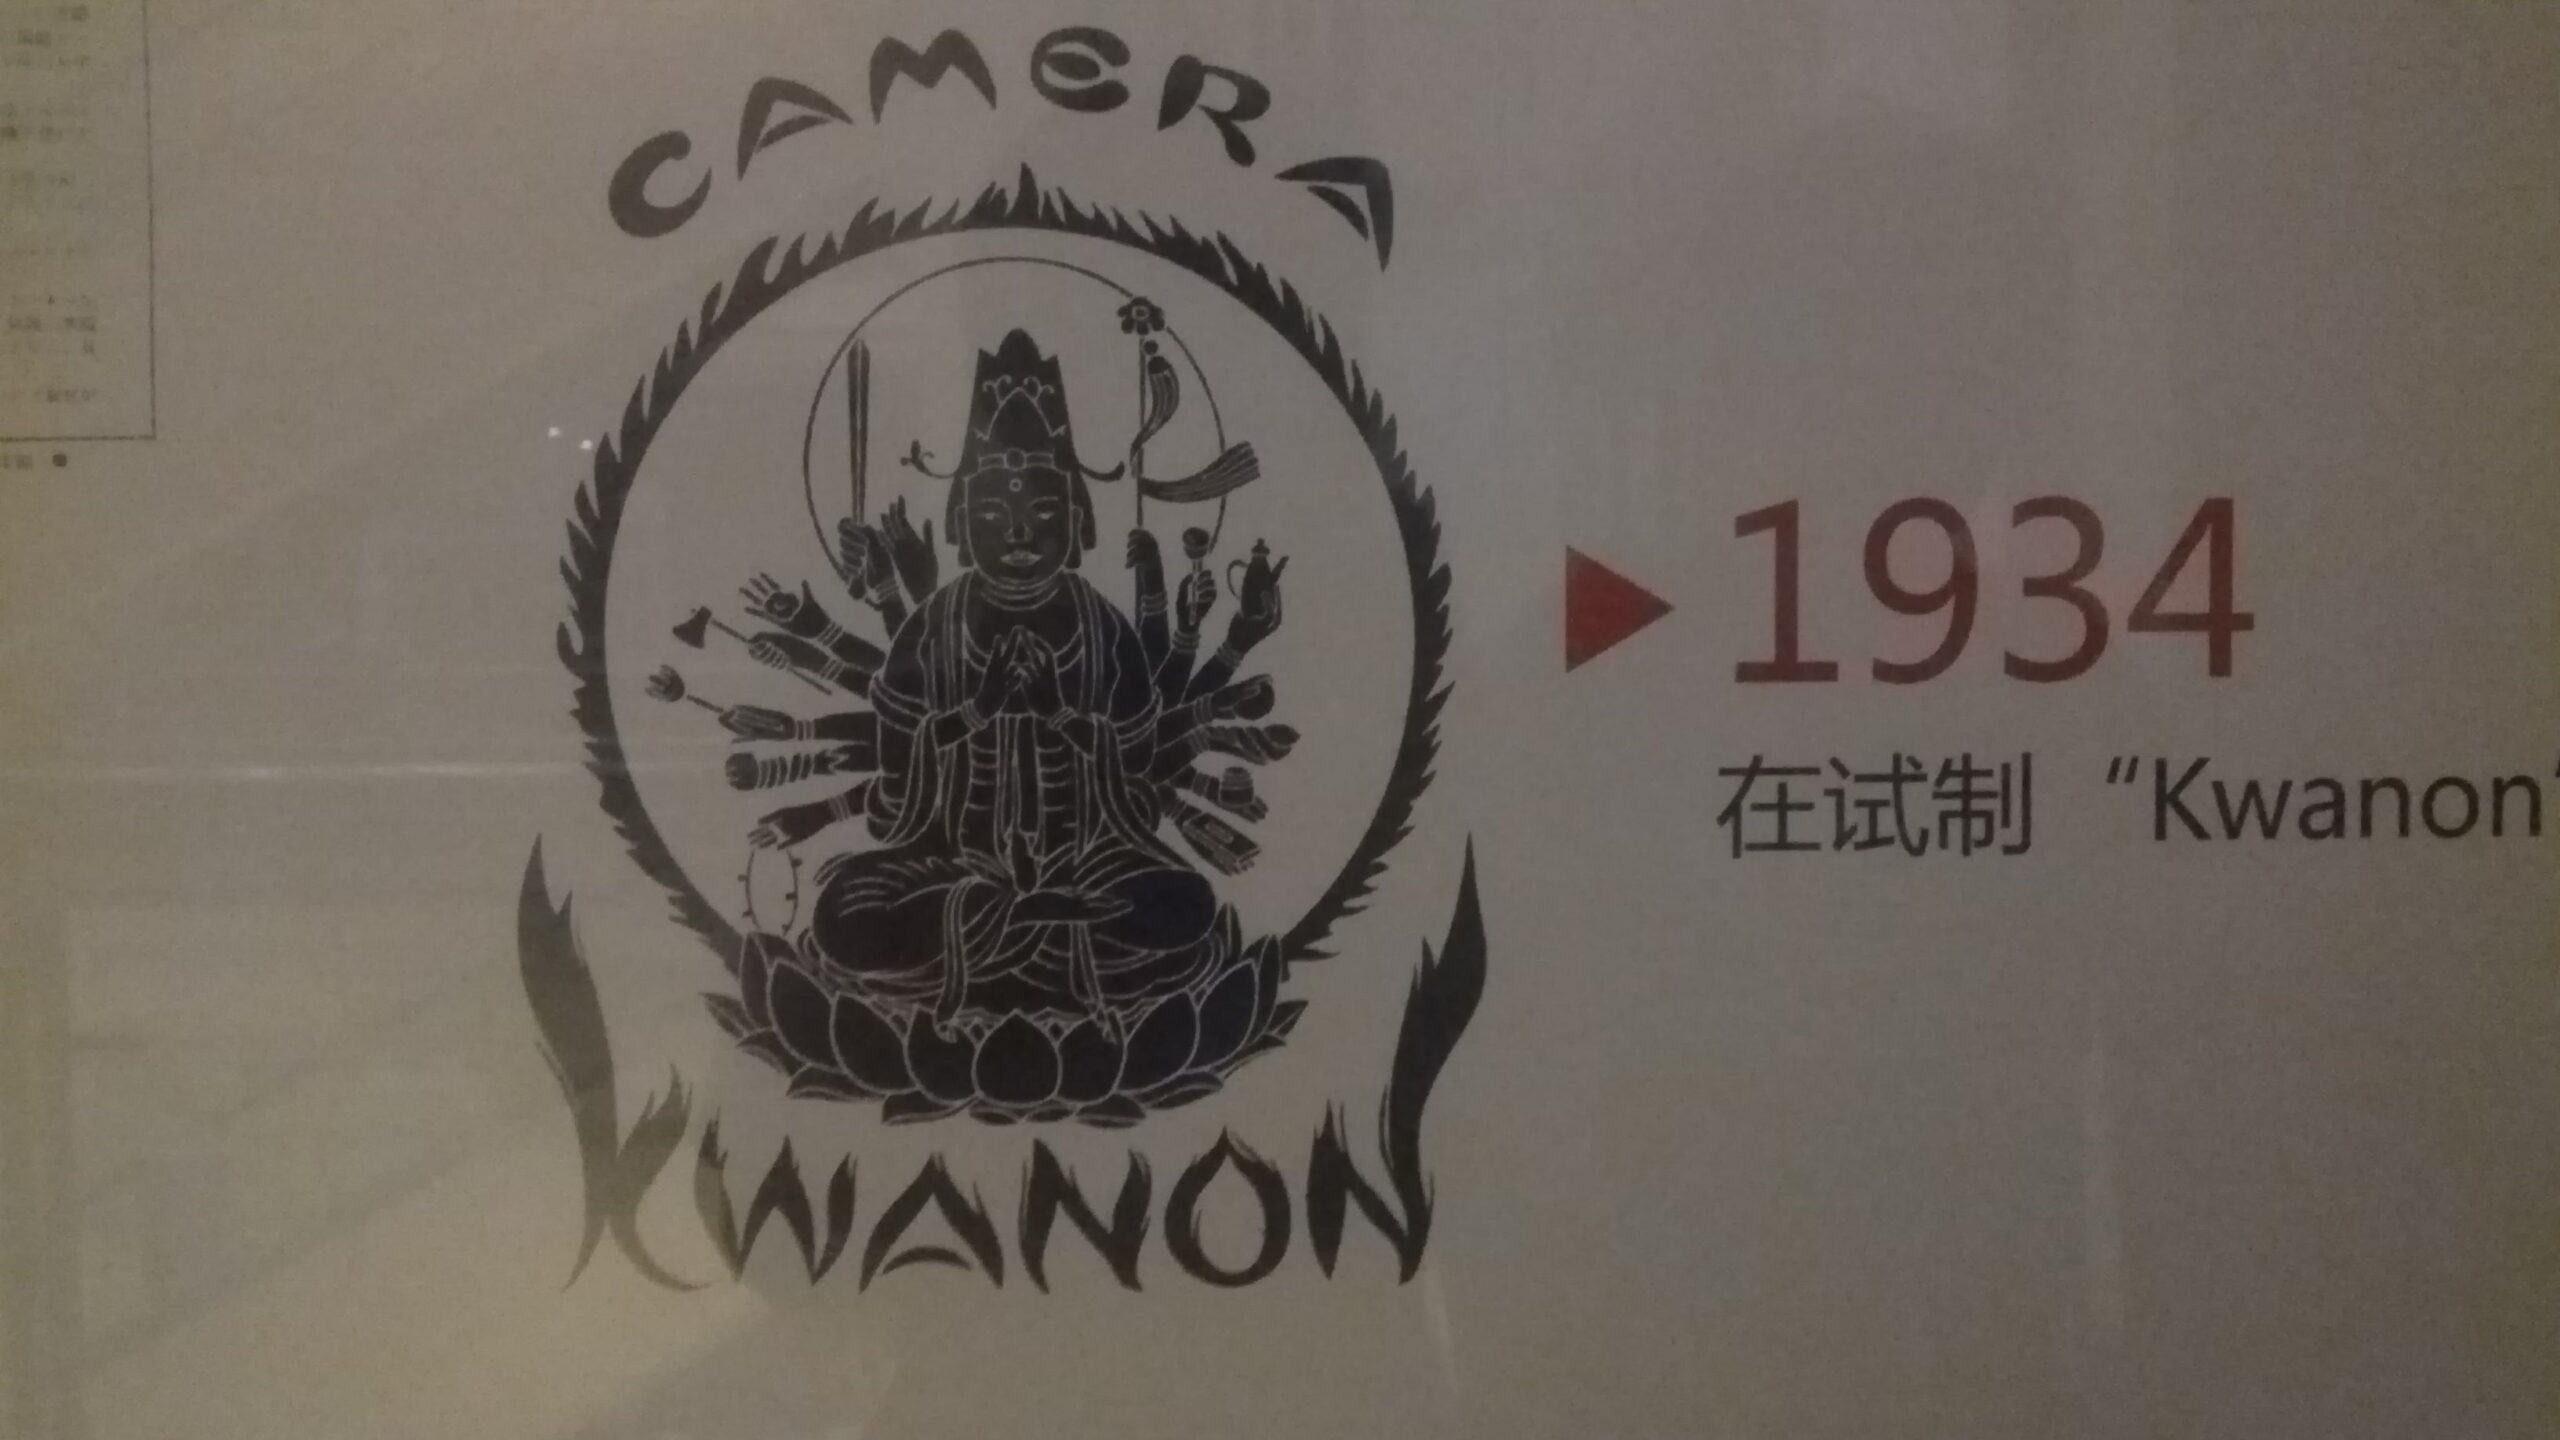 CAMERA
KWANON
1934
在试制 “Kwanon”